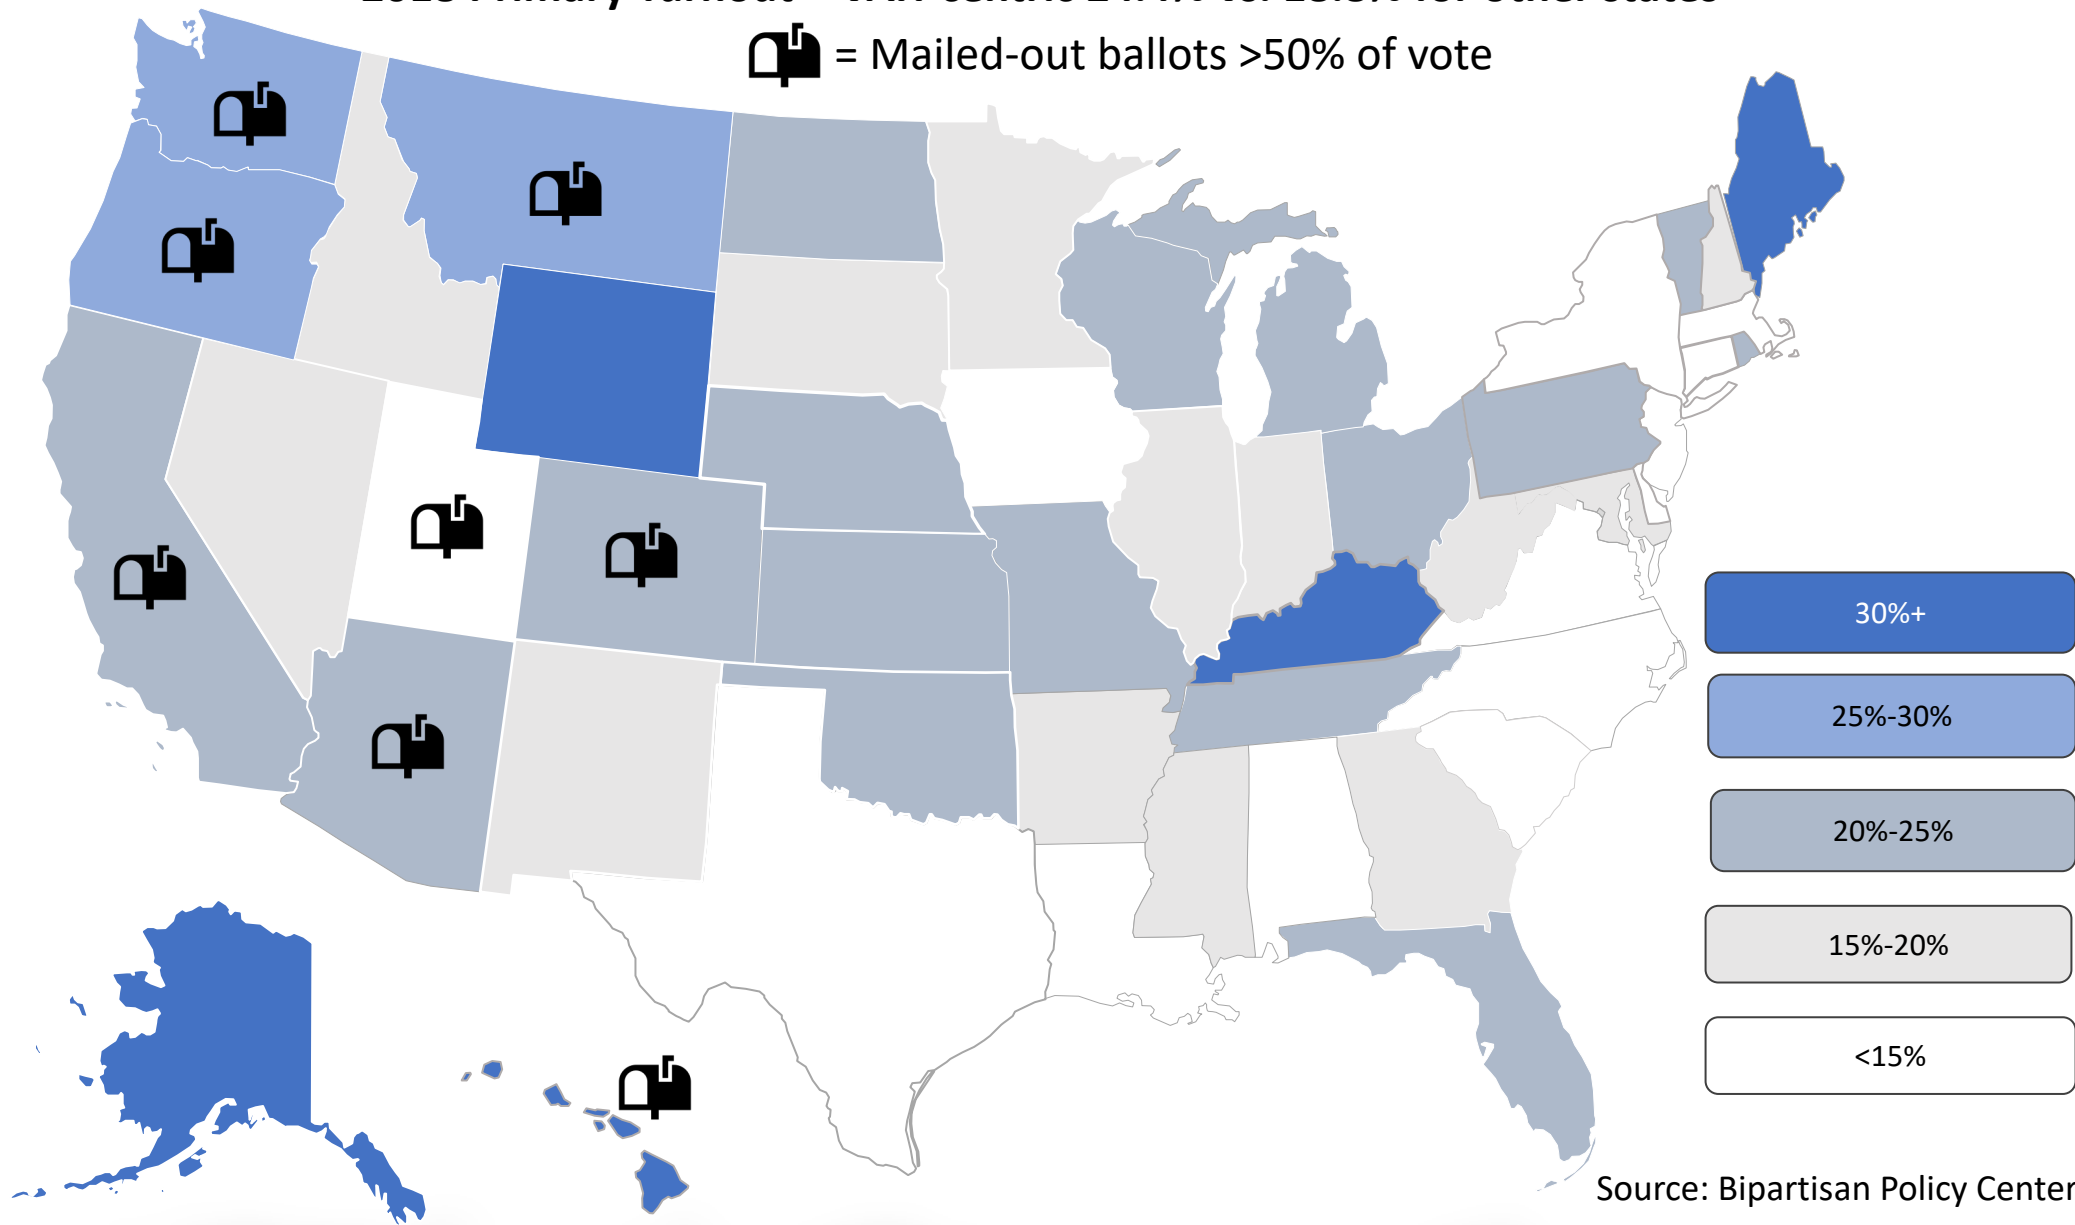 = Mailed-out ballots >50% of vote
30%+
25%-30%
20%-25%
15%-20%
<15%
Source: Bipartisan Policy Center